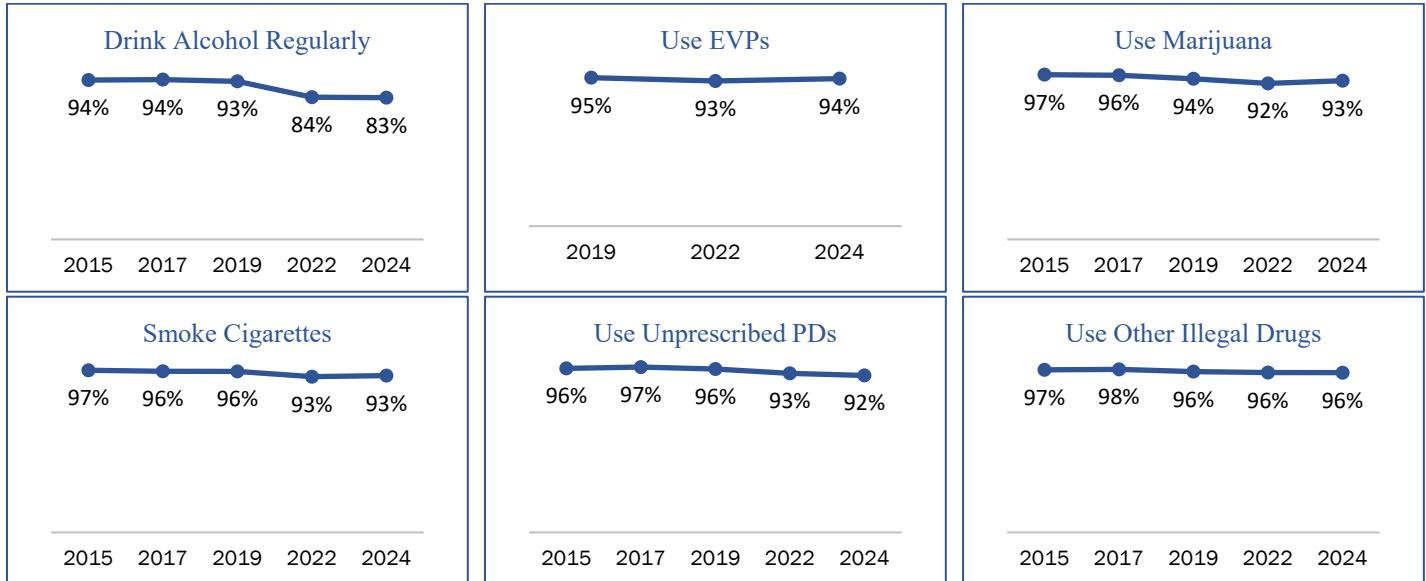 Drink Alcohol Regularly
94% 94% 93% 84% 83%
2015 2017 2019 2022 2024
Use EVPs
95% 93% 94%
2019 2022 2024
Use Marijuana
97% 96% 94% 92% 93%
2015 2017 2019 2022 2024
Smoke Cigarettes
97% 96% 96% 93% 93%
2015 2017 2019 2022 2024
Use Unprescribed PDs
96% 97% 96% 93% 92%
2015 2017 2019 2022 2024
Use Other Illegal Drugs
97% 98% 96% 96% 96%
2015 2017 2019 2022 2024